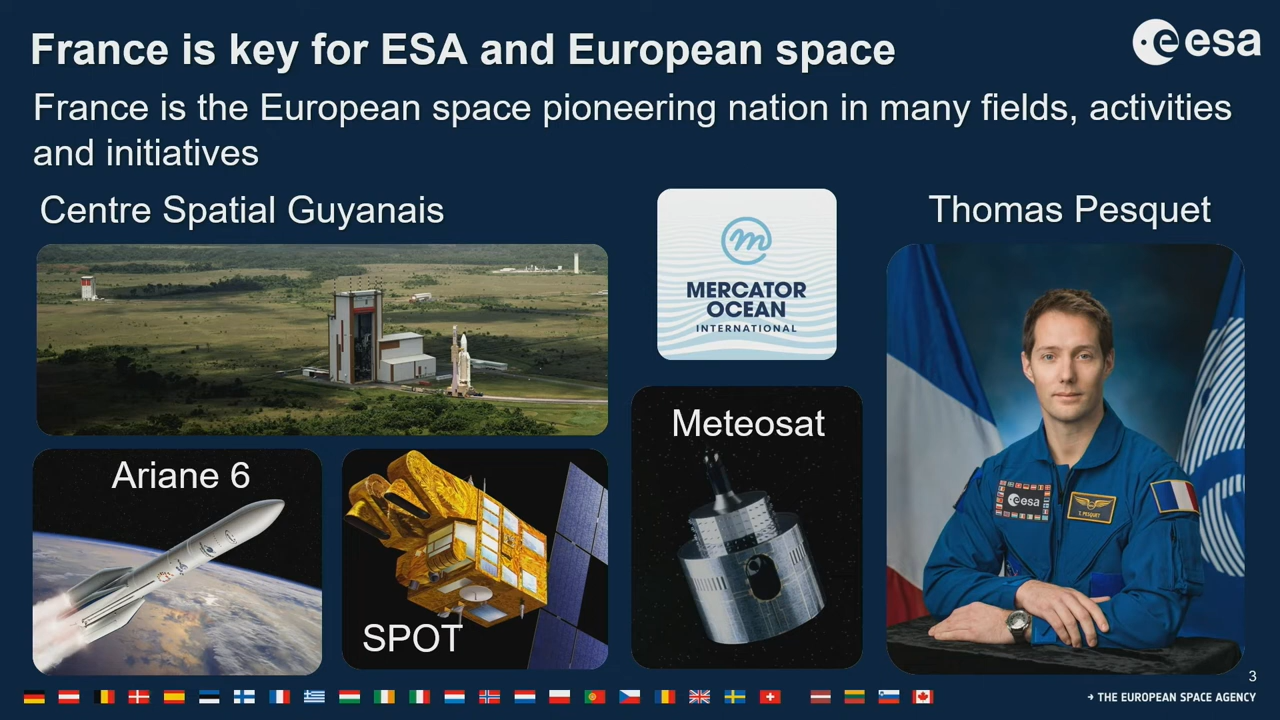 France is key for ESA and European space
esa
France is the European space pioneering nation in many fields, activities
and initiatives
Centre Spatial Guyanais
MERCATOR
OCEAN
INTERNATIONAL
Thomas Pesquet
Meteosat
Ariane 6
SPOT
esa
T. PESQUET
3
→ THE EUROPEAN SPACE AGENCY